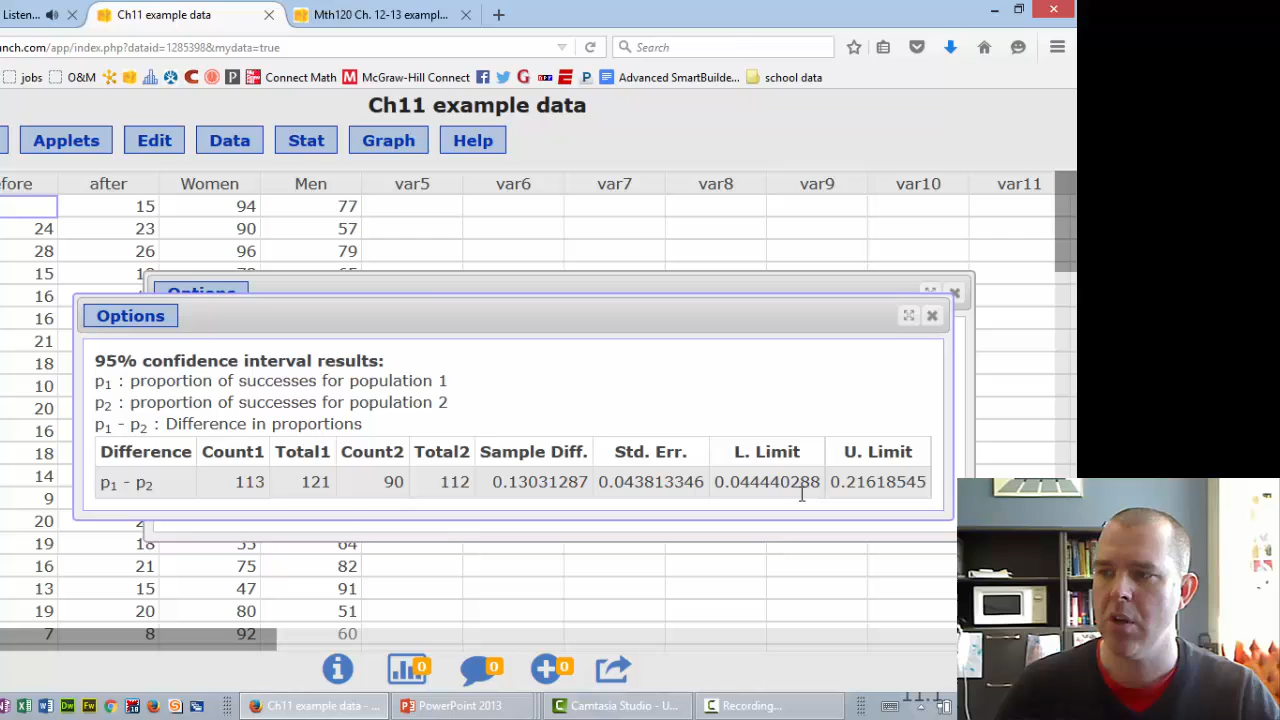 Listen...
Ch11 example data
Mth120 Ch. 12-13 exampl...
nch.com/app/index.php?dataid=1285398&mydata=true
Search
jobs
O&M
Connect Math
McGraw-Hill Connect
Advanced SmartBuilde...
school data
Ch11 example data
Applets Edit Data Stat Graph Help
fore after Women Men var5 var6 var7 var8 var9 var10 var11
15 94 77
24 23 90 57
28 26 96 79
15
16
16
21
18
10
20
16
18
14
9
20
Options
Options
95% confidence interval results:
p1 : proportion of successes for population 1
p2 : proportion of successes for population 2
p1 - p2 : Difference in proportions
Difference Count1 Total1 Count2 Total2 Sample Diff. Std. Err. L. Limit U. Limit
p1 - p2 113 121 90 112 0.13031287 0.043813346 0.044440288 0.21618545
19 18 55 64
16 21 75 82
13 15 47 91
19 20 80 51
7 8 92 60
0 0 0
Ch11 example data - ...
PowerPoint 2013
Camtasia Studio - U...
Recording...